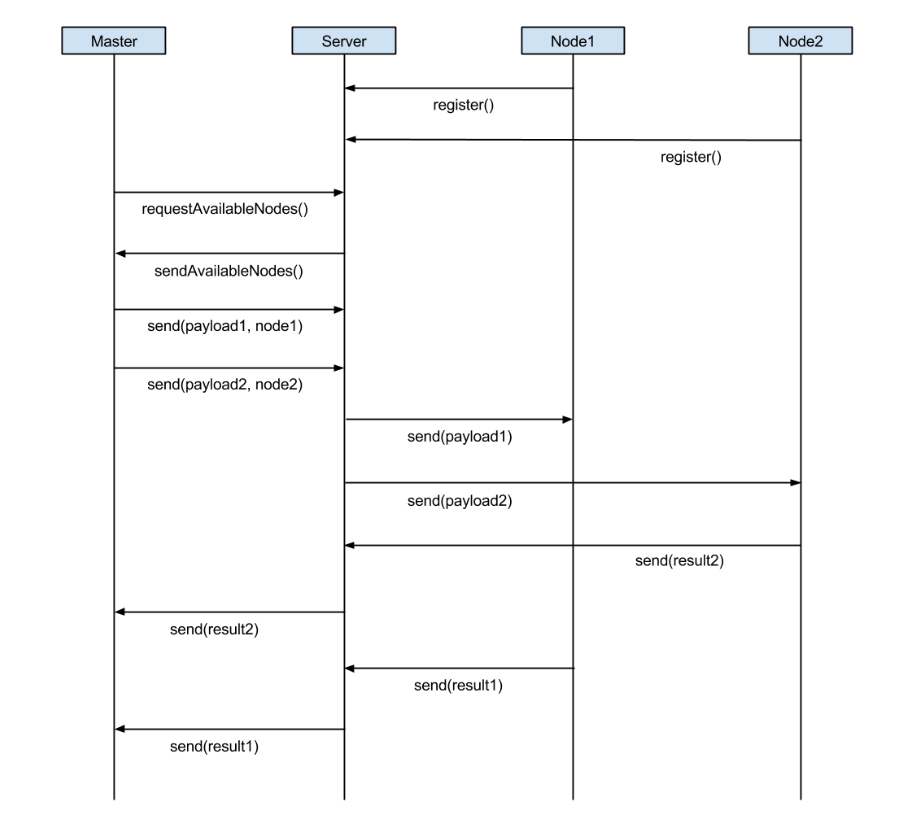 Master
Server
Node1
Node2
register()
register()
requestAvailableNodes()
sendAvailableNodes()
send(payload1, node1)
send(payload2, node2)
send(payload1)
send(payload2)
send(result2)
send(result2)
send(result1)
send(result1)